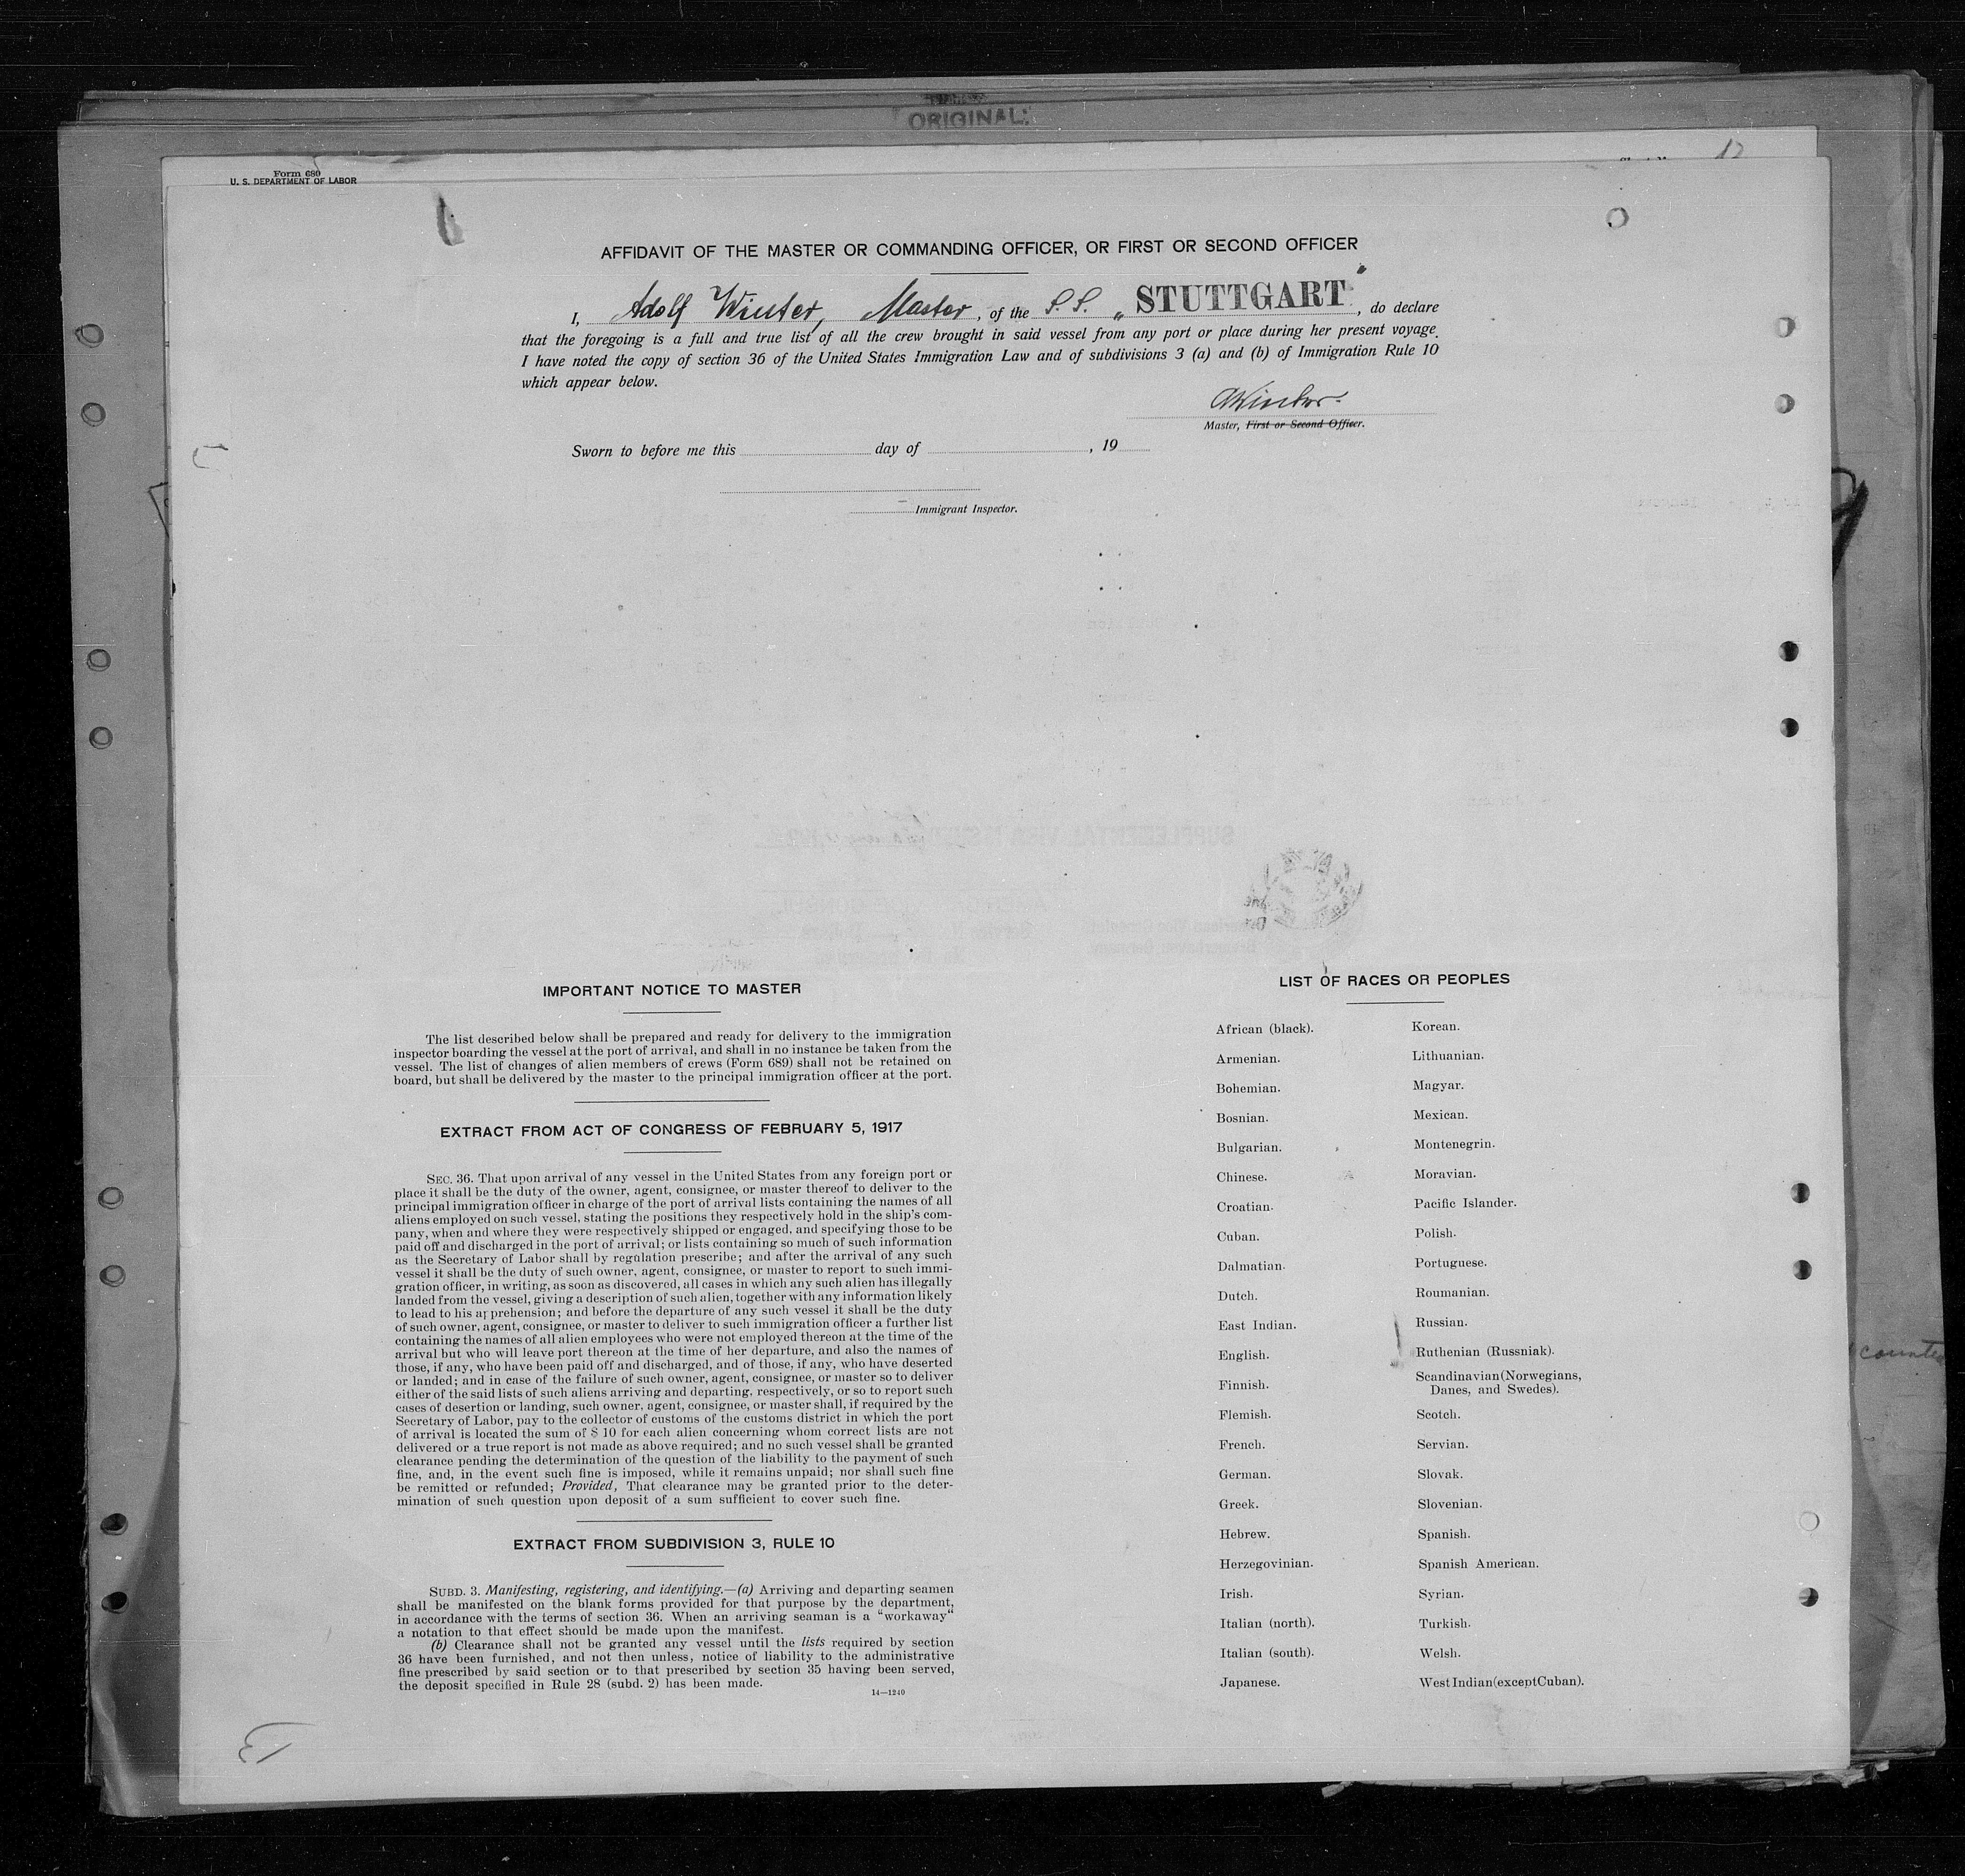 ORIGINAL
12
Form 689
U. S. DEPARTMENT OF LABOR
AFFIDAVIT OF THE MASTER OR COMMANDING OFFICER, OR FIRST OR SECOND OFFICER
I, Adolf Winter, Master, of the S.S. „STUTTGART", do declare
that the foregoing is a full and true list of all the crew brought in said vessel from any port or place during her present voyage.
I have noted the copy of section 36 of the United States Immigration Law and of subdivisions 3 (a) and (b) of Immigration Rule 10
which appear below.
AWinter.
Master, First or Second Officer.
Sworn to before me this day of , 19
Immigrant Inspector.
IMPORTANT NOTICE TO MASTER
The list described below shall be prepared and ready for delivery to the immigration
inspector boarding the vessel at the port of arrival, and shall in no instance be taken from the
vessel. The list of changes of alien members of crews (Form 689) shall not be retained on
board, but shall be delivered by the master to the principal immigration officer at the port.
EXTRACT FROM ACT OF CONGRESS OF FEBRUARY 5, 1917
SEC. 36. That upon arrival of any vessel in the United States from any foreign port or
place it shall be the duty of the owner, agent, consignee, or master thereof to deliver to the
principal immigration officer in charge of the port of arrival lists containing the names of all
aliens employed on such vessel, stating the positions they respectively hold in the ship's com-
pany, when and where they were respectively shipped or engaged, and specifying those to be
paid off and discharged in the port of arrival; or lists containing so much of such information
as the Secretary of Labor shall by regulation prescribe; and after the arrival of any such
vessel it shall be the duty of such owner, agent, consignee, or master to report to such immi-
gration officer, in writing, as soon as discovered, all cases in which any such alien has illegally
landed from the vessel, giving a description of such alien, together with any information likely
to lead to his apprehension; and before the departure of any such vessel it shall be the duty
of such owner, agent, consignee, or master to deliver to such immigration officer a further list
containing the names of all alien employees who were not employed thereon at the time of the
arrival but who will leave port thereon at the time of her departure, and also the names of
those, if any, who have been paid off and discharged, and of those, if any, who have deserted
or landed; and in case of the failure of such owner, agent, consignee, or master so to deliver
either of the said lists of such aliens arriving and departing, respectively, or so to report such
cases of desertion or landing, such owner, agent, consignee, or master shall, if required by the
Secretary of Labor, pay to the collector of customs of the customs district in which the port
of arrival is located the sum of $ 10 for each alien concerning whom correct lists are not
delivered or a true report is not made as above required; and no such vessel shall be granted
clearance pending the determination of the question of the liability to the payment of such
fine, and, in the event such fine is imposed, while it remains unpaid; nor shall such fine
be remitted or refunded; Provided, That clearance may be granted prior to the deter-
mination of such question upon deposit of a sum sufficient to cover such fine.
EXTRACT FROM SUBDIVISION 3, RULE 10
SUBD. 3. Manifesting, registering, and identifying.—(a) Arriving and departing seamen
shall be manifested on the blank forms provided for that purpose by the department,
in accordance with the terms of section 36. When an arriving seaman is a “workaway“
a notation to that effect should be made upon the manifest.
(b) Clearance shall not be granted any vessel until the lists required by section
36 have been furnished, and not then unless, notice of liability to the administrative
fine prescribed by said section or to that prescribed by section 35 having been served,
the deposit specified in Rule 28 (subd. 2) has been made.
14—1240
LIST OF RACES OR PEOPLES
African (black).
Armenian.
Bohemian.
Bosnian.
Bulgarian.
Chinese.
Croatian.
Cuban.
Dalmatian.
Dutch.
East Indian.
English.
Finnish.
Flemish.
French.
German.
Greek.
Hebrew.
Herzegovinian.
Irish.
Italian (north).
Italian (south).
Japanese.
Korean.
Lithuanian.
Magyar.
Mexican.
Montenegrin.
Moravian.
Pacific Islander.
Polish.
Portuguese.
Roumanian.
Russian.
Ruthenian (Russniak).
Scandinavian (Norwegians,
Danes, and Swedes).
Scotch.
Servian.
Slovak.
Slovenian.
Spanish.
Spanish American.
Syrian.
Turkish.
Welsh.
West Indian (except Cuban).